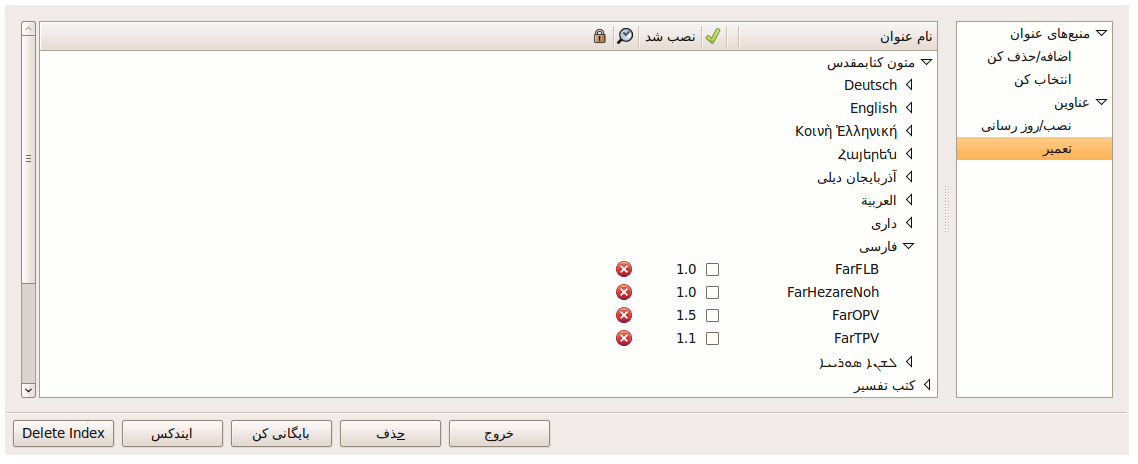 نام عنوان
نصب شد
متون کتابمقدس
Deutsch
English
Κοινὴ Ἑλληνική
Հայերեն
آذربایجان دیلی
العربية
داری
فارسی
FarFLB 1.0
FarHezareNoh 1.0
FarOPV 1.5
FarTPV 1.1
ܠܫܢܐ ܣܘܪܝܝܐ
کتب تفسیر
منبع‌های عنوان
اضافه/حذف کن
انتخاب کن
عناوین
نصب/روز رسانی
تعمیر
خروج
حذف
بایگانی کن
ایندکس
Delete Index